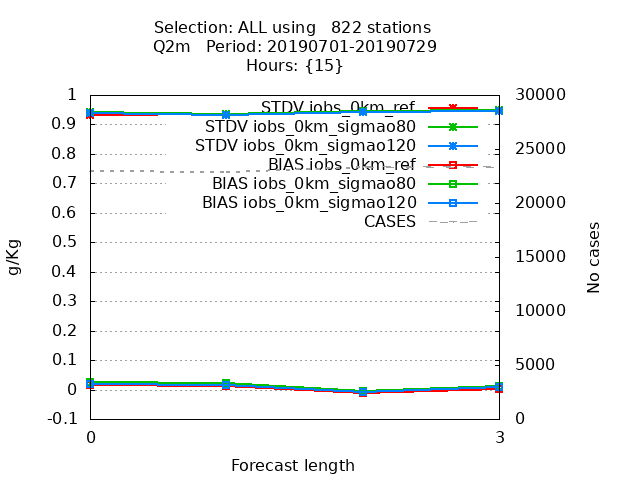 Selection: ALL using   822 stations
Q2m   Period: 20190701-20190729
Hours: {15}
1
0.9
0.8
0.7
0.6
0.5
0.4
0.3
0.2
0.1
0
-0.1
g/Kg
STDV iobs_0km_ref
STDV iobs_0km_sigmao80
STDV iobs_0km_sigmao120
BIAS iobs_0km_ref
BIAS iobs_0km_sigmao80
BIAS iobs_0km_sigmao120
CASES
30000
25000
20000
15000
10000
5000
0
No cases
0 3
Forecast length